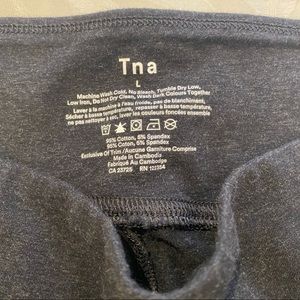 Tna
L
Machine Wash Cold, No Bleach, Tumble Dry Low,
Low Iron, Do Not Dry Clean, Wash Dark Colours Together
Laver à la machine à l'eau froide, pas de blanchiment,
Sécher à basse température, repasser à basse température
ne pas nettoyer à sec, laver les couleurs foncées ensemble
95% Cotton, 5% Spandex
95% Coton, 5% Spandex
Exclusive Of Trim / Aucune Garniture Comprise
Made in Cambodia
Fabriqué Au Cambodge
CA 23725 RN 122354